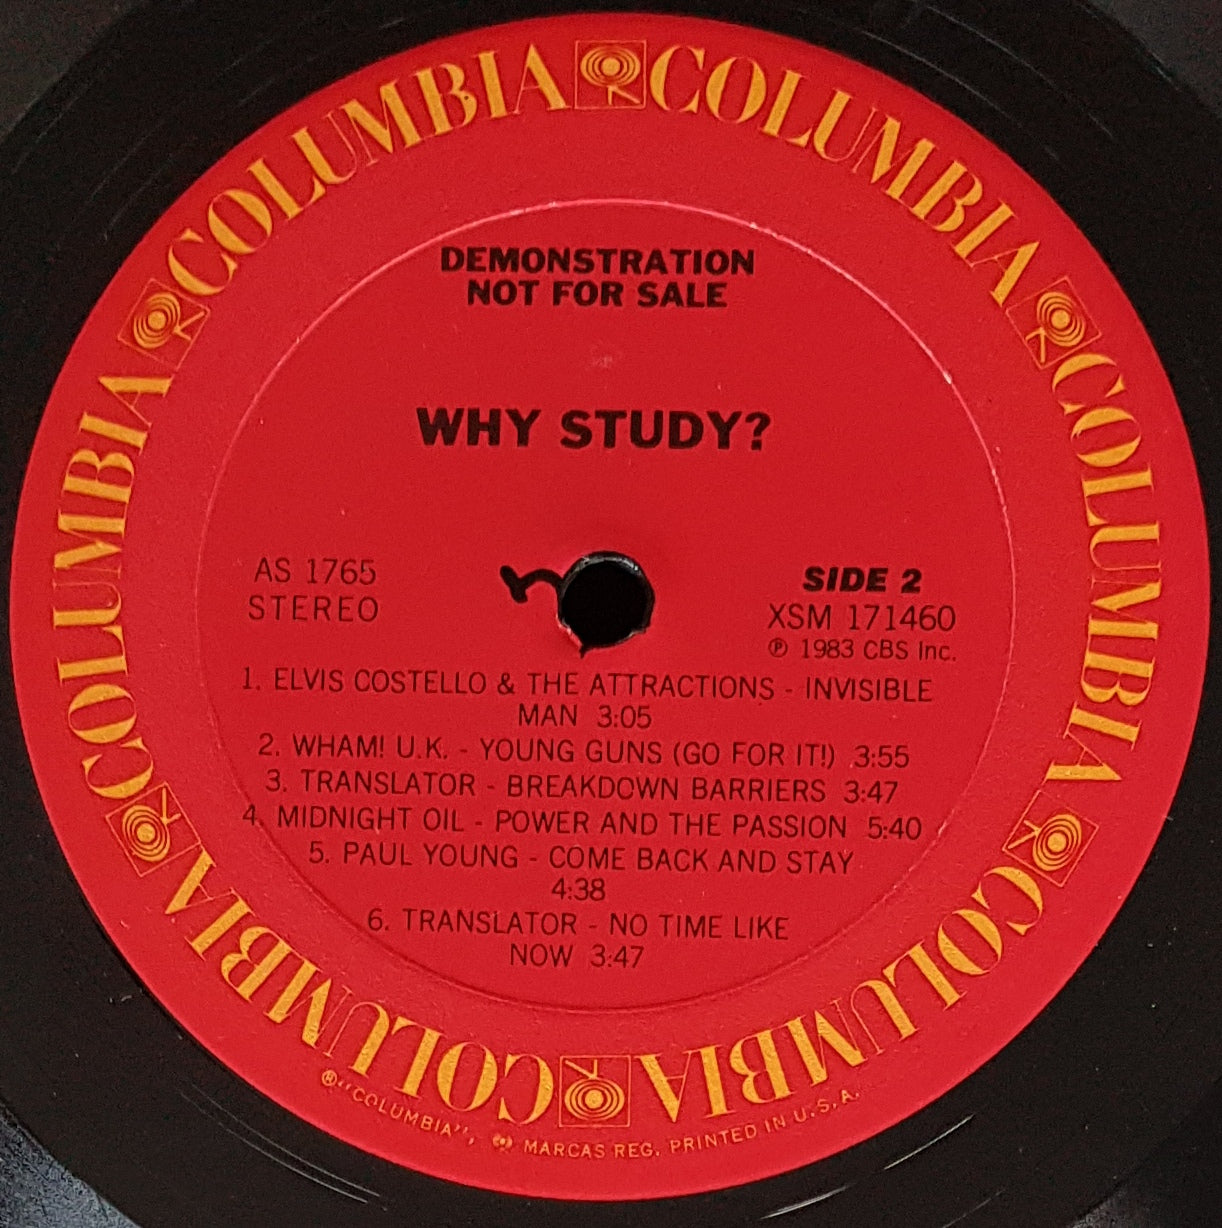 COLUMBIA COLUMBIA COLUMBIA COLUMBIA COLUMBIA COLUMBIA
DEMONSTRATION
NOT FOR SALE
WHY STUDY?
AS 1765
STEREO
SIDE 2
XSM 171460
℗ 1983 CBS Inc.
1. ELVIS COSTELLO & THE ATTRACTIONS - INVISIBLE
MAN 3:05
2. WHAM! U.K. - YOUNG GUNS (GO FOR IT!) 3:55
3. TRANSLATOR - BREAKDOWN BARRIERS 3:47
4. MIDNIGHT OIL - POWER AND THE PASSION 5:40
5. PAUL YOUNG - COME BACK AND STAY
4:38
6. TRANSLATOR - NO TIME LIKE
NOW 3:47
®"COLUMBIA", MARCAS REG. PRINTED IN U.S.A.